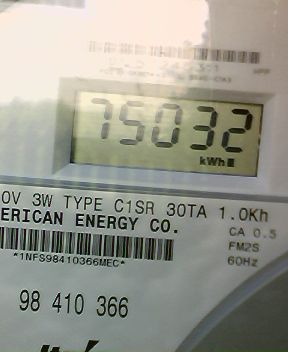 75032
kWh
0V 3W TYPE C1SR 30TA 1.0Kh
ERICAN ENERGY CO.
CA 0.5
FM2S
*1NFS98410366MEC*
60Hz
98 410 366